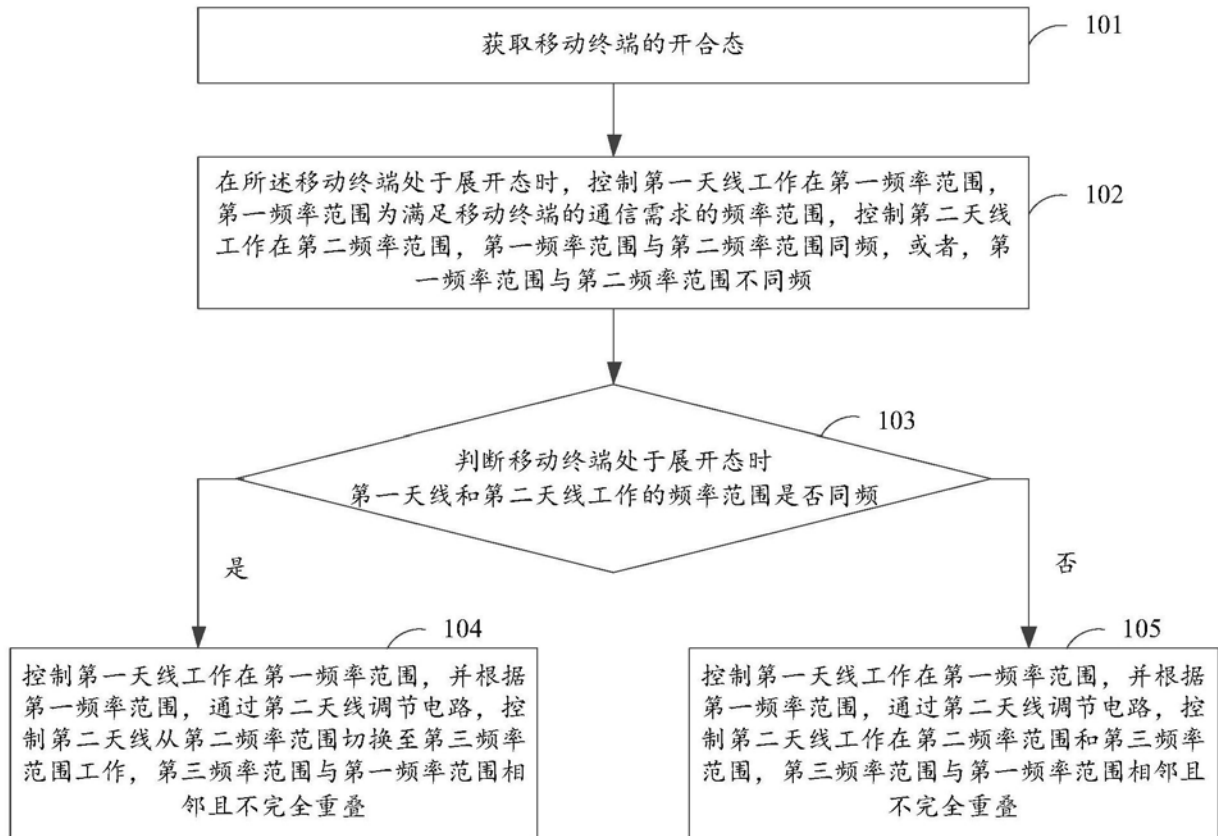 获取移动终端的开合态
101
在所述移动终端处于展开态时，控制第一天线工作在第一频率范围，
第一频率范围为满足移动终端的通信需求的频率范围，控制第二天线
工作在第二频率范围，第一频率范围与第二频率范围同频，或者，第
一频率范围与第二频率范围不同频
102
103
判断移动终端处于展开态时
第一天线和第二天线工作的频率范围是否同频
是
否
104
控制第一天线工作在第一频率范围，并根据
第一频率范围，通过第二天线调节电路，控
制第二天线从第二频率范围切换至第三频率
范围工作，第三频率范围与第一频率范围相
邻且不完全重叠
105
控制第一天线工作在第一频率范围，并根据
第一频率范围，通过第二天线调节电路，控
制第二天线工作在第二频率范围和第三频率
范围，第三频率范围与第一频率范围相邻且
不完全重叠